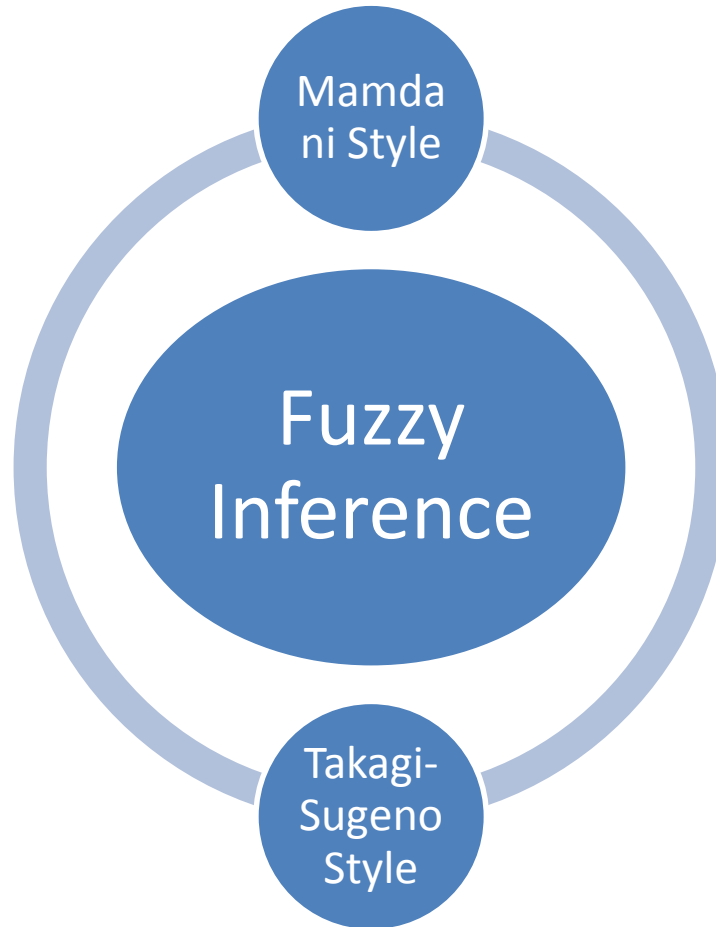 Mamda
ni Style
Fuzzy
Inference
Takagi-
Sugeno
Style